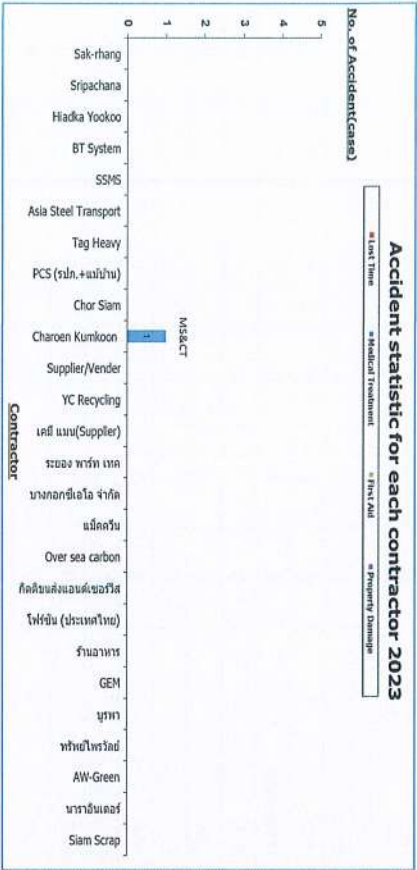 Accident statistic for each contractor 2023
No. of Accident(case)
Lost Time
Medical Treatment
First Aid
Property Damage
5
4
3
2
1
0
MS&CT
1
Sak-rhang
Sripachana
Hiadka Yookoo
BT System
SSMS
Asia Steel Transport
Tag Heavy
PCS (รปภ.+แม่บ้าน)
Chor Siam
Charoen Kumkoon
Supplier/Vender
YC Recycling
เคมี แมน(Supplier)
ระยอง พาร์ท เทค
บางกอกซีเอโอ จำกัด
แม็คควีน
Over sea carbon
กิตติขนส่งแอนด์เซอร์วิส
โฟร์ซัน (ประเทศไทย)
ร้านอาหาร
GEM
บูรพา
ทรัพย์ไพรวัลย์
AW-Green
นาราอินเตอร์
Siam Scrap
Contractor